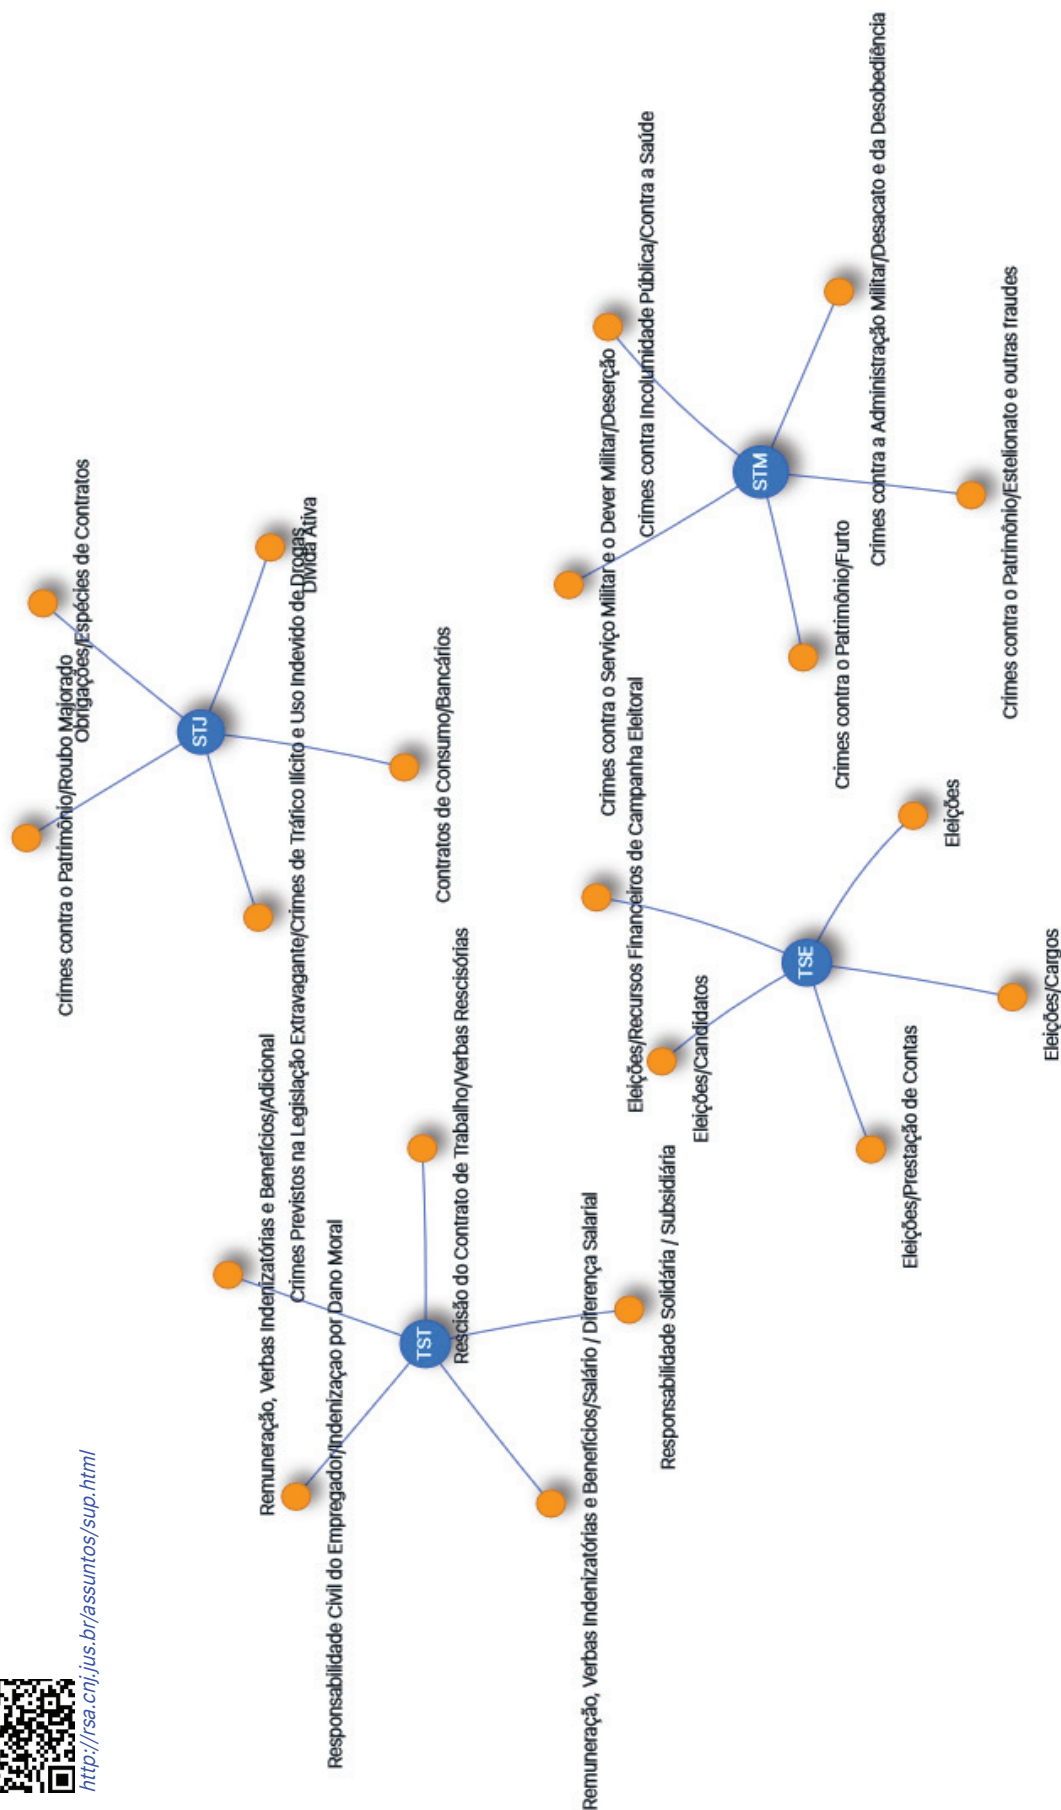 http://rsa.cnj.jus.br/assuntos/sup.html
Crimes contra o Patrimônio/Roubo Majorado
Obrigações/Espécies de Contratos
STJ
Crimes Previstos na Legislação Extravagante/Crimes de Tráfico Ilícito e Uso Indevido de Drogas
Dívida Ativa
Contratos de Consumo/Bancários
Remuneração, Verbas Indenizatórias e Benefícios/Adicional
Responsabilidade Civil do Empregador/Indenização por Dano Moral
TST
Rescisão do Contrato de Trabalho/Verbas Rescisórias
Remuneração, Verbas Indenizatórias e Benefícios/Salário / Diferença Salarial
Responsabilidade Solidária / Subsidiária
Crimes contra o Serviço Militar e o Dever Militar/Deserção
Crimes contra Incolumidade Pública/Contra a Saúde
STM
Crimes contra o Patrimônio/Furto
Crimes contra a Administração Militar/Desacato e da Desobediência
Crimes contra o Patrimônio/Estelionato e outras fraudes
Eleições/Recursos Financeiros de Campanha Eleitoral
Eleições/Candidatos
TSE
Eleições/Prestação de Contas
Eleições
Eleições/Cargos